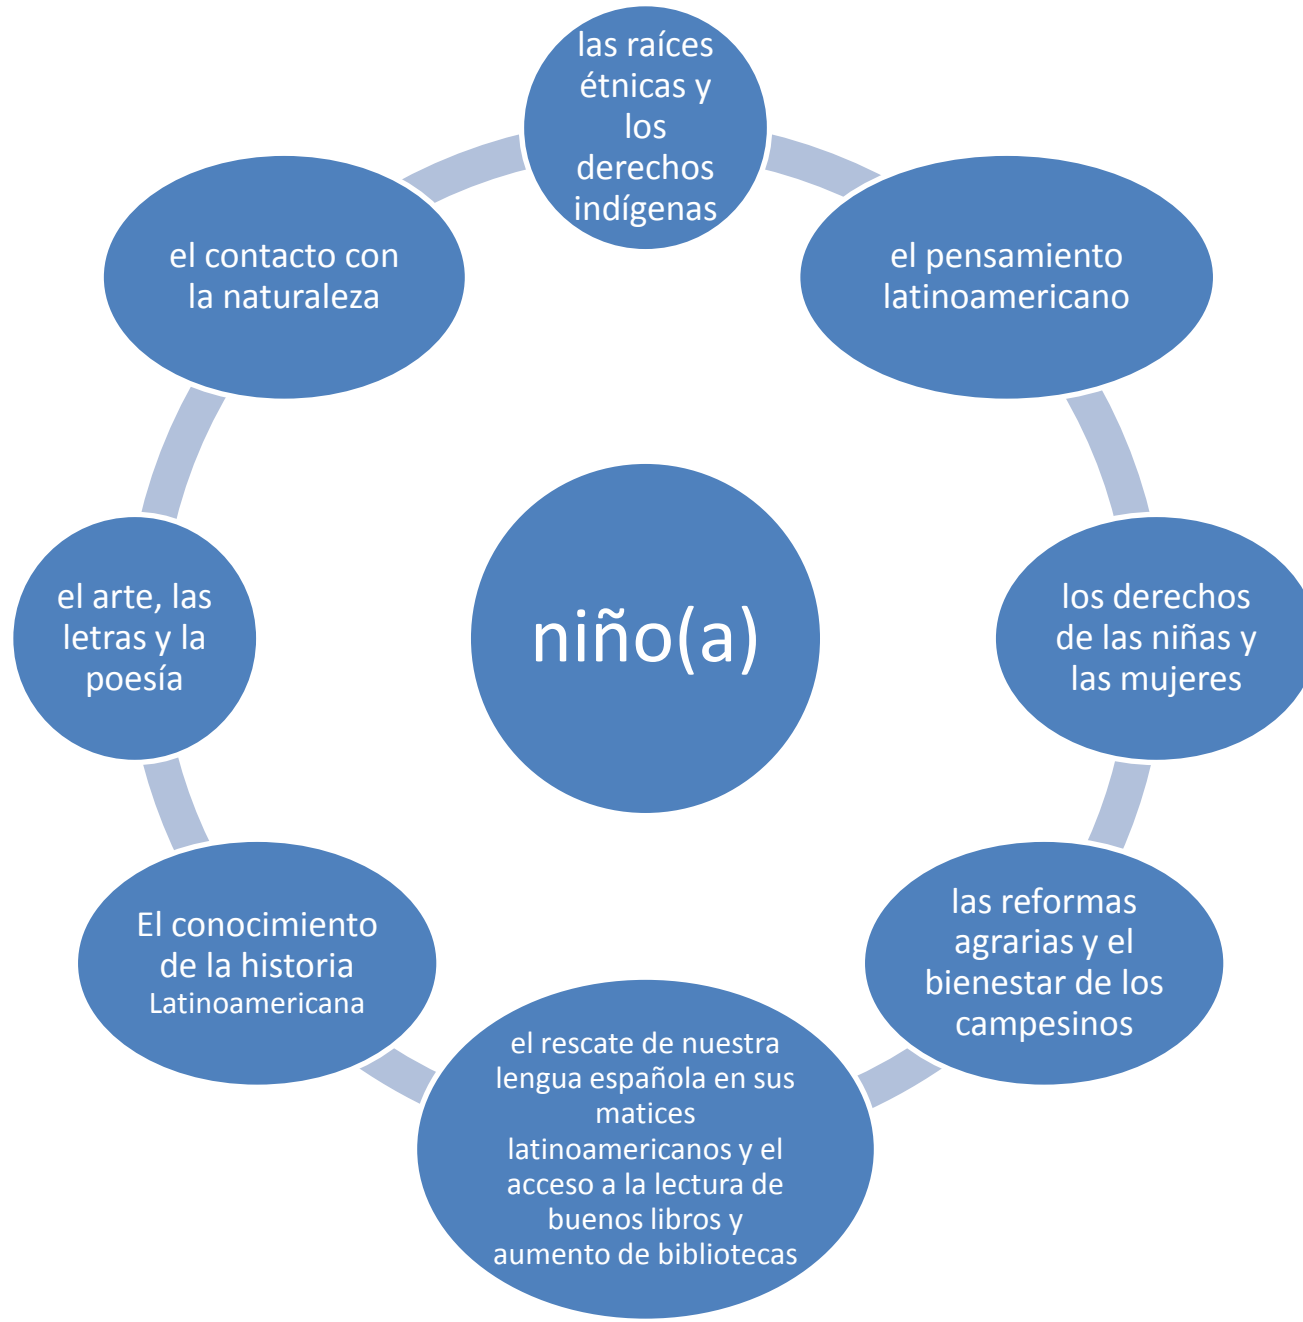 las raíces
étnicas y
los
derechos
indígenas
el pensamiento
latinoamericano
los derechos
de las niñas y
las mujeres
las reformas
agrarias y el
bienestar de los
campesinos
el rescate de nuestra
lengua española en sus
matices
latinoamericanos y el
acceso a la lectura de
buenos libros y
aumento de bibliotecas
El conocimiento
de la historia
Latinoamericana
el arte, las
letras y la
poesía
el contacto con
la naturaleza
niño(a)